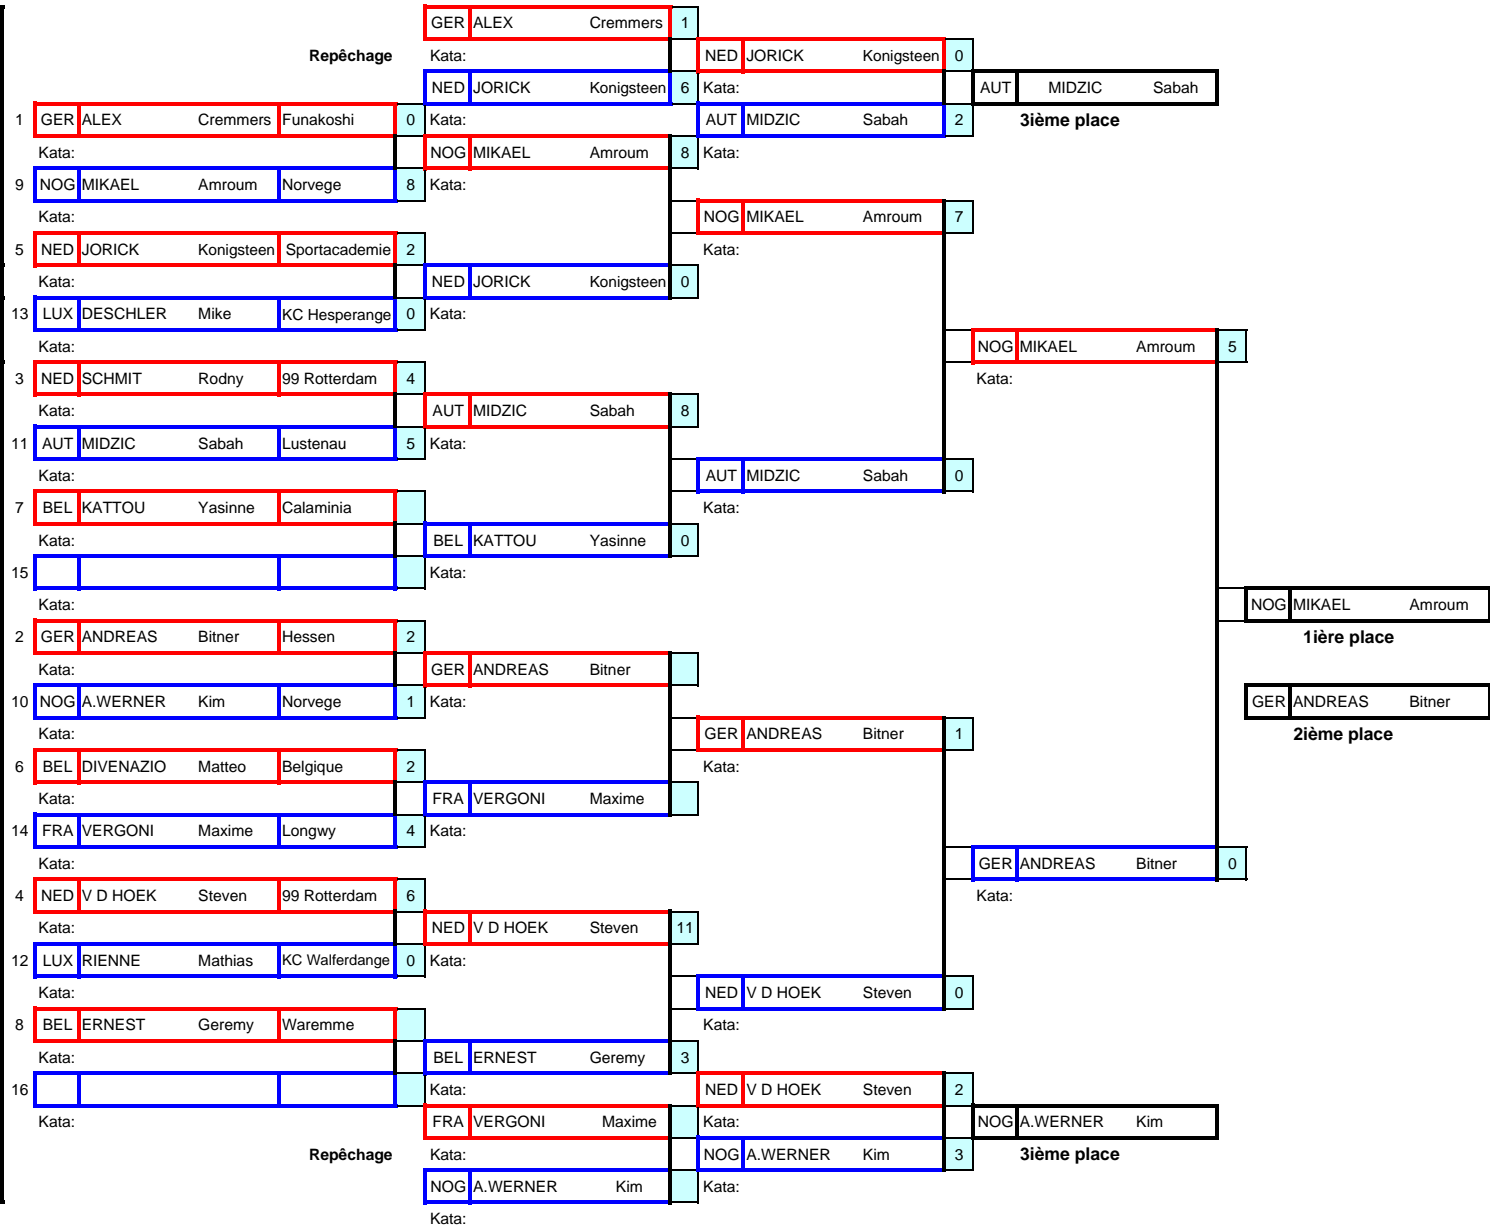 GER ALEX Cremmers 1
Repêchage Kata: NED JORICK Konigsteen 0
NED JORICK Konigsteen 6 Kata: AUT MIDZIC Sabah
1 GER ALEX Cremmers Funakoshi 0 Kata: AUT MIDZIC Sabah 2 3ième place
Kata: NOG MIKAEL Amroum 8 Kata:
9 NOG MIKAEL Amroum Norvege 8 Kata:
Kata: NOG MIKAEL Amroum 7
5 NED JORICK Konigsteen Sportacademie 2 Kata:
Kata: NED JORICK Konigsteen 0
13 LUX DESCHLER Mike KC Hesperange 0 Kata:
Kata: NOG MIKAEL Amroum 5
3 NED SCHMIT Rodny 99 Rotterdam 4 Kata:
Kata: AUT MIDZIC Sabah 8
11 AUT MIDZIC Sabah Lustenau 5 Kata:
Kata: AUT MIDZIC Sabah 0
7 BEL KATTOU Yasinne Calaminia Kata:
Kata: BEL KATTOU Yasinne 0
15 Kata:
Kata: NOG MIKAEL Amroum
2 GER ANDREAS Bitner Hessen 2 1ière place
Kata: GER ANDREAS Bitner
10 NOG A.WERNER Kim Norvege 1 Kata: GER ANDREAS Bitner
Kata: GER ANDREAS Bitner 1 2ième place
6 BEL DIVENAZIO Matteo Belgique 2 Kata:
Kata: FRA VERGONI Maxime
14 FRA VERGONI Maxime Longwy 4 Kata:
Kata: GER ANDREAS Bitner 0
4 NED V D HOEK Steven 99 Rotterdam 6 Kata:
Kata: NED V D HOEK Steven 11
12 LUX RIENNE Mathias KC Walferdange 0 Kata:
Kata: NED V D HOEK Steven 0
8 BEL ERNEST Geremy Waremme Kata:
Kata: BEL ERNEST Geremy 3
16 Kata: NED V D HOEK Steven 2
Kata: FRA VERGONI Maxime Kata: NOG A.WERNER Kim
Repêchage Kata: NOG A.WERNER Kim 3 3ième place
NOG A.WERNER Kim Kata:
Kata: